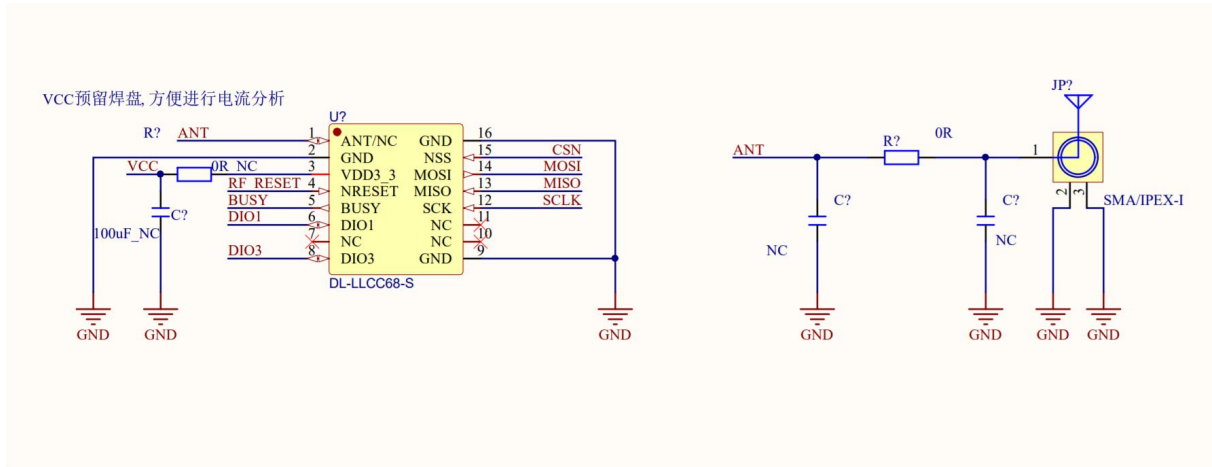 VCC预留焊盘, 方便进行电流分析
U?
R?
ANT
1
ANT/NC
GND
16
2
GND
NSS
15
CSN
VCC
0R_NC
3
VDD3_3
MOSI
14
MOSI
RF_RESET
4
NRESET
MISO
13
MISO
BUSY
5
BUSY
SCK
12
SCLK
C?
DIO1
6
DIO1
NC
11
100uF_NC
7
NC
NC
10
DIO3
8
DIO3
GND
9
DL-LLCC68-S
GND
GND
GND
JP?
R?
0R
ANT
1
C?
C?
2
3
SMA/IPEX-I
NC
NC
GND
GND
GND
GND